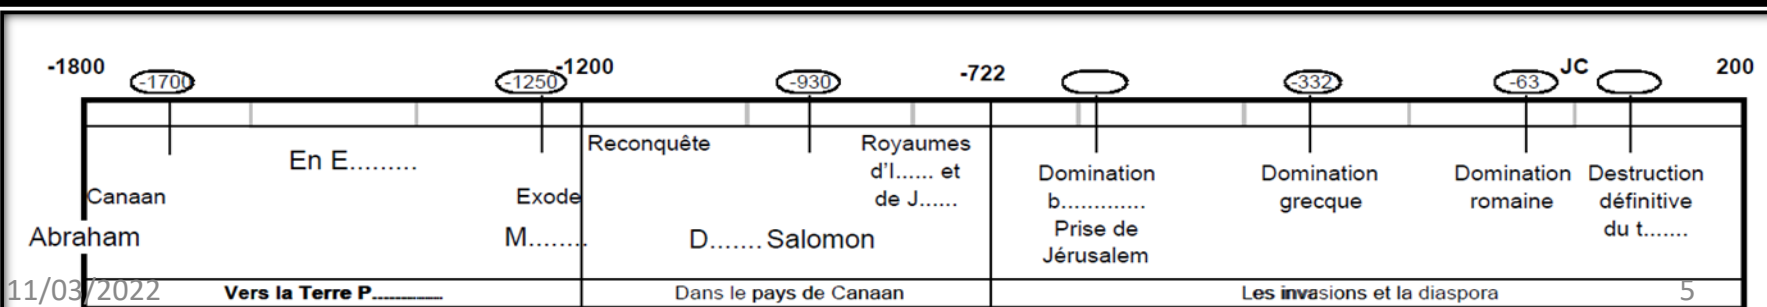 -1800 -1700 -1250 -1200 -930 -722 -332 -63 JC 200
Reconquête
Royaumes
d'I...... et
de J......
En E.........
Canaan
Exode
Abraham
M........
D....... Salomon
Domination
b.............
Prise de
Jérusalem
Domination
grecque
Domination
romaine
Destruction
définitive
du t.......
11/03/2022
Vers la Terre P..............
Dans le pays de Canaan
Les invasions et la diaspora
5